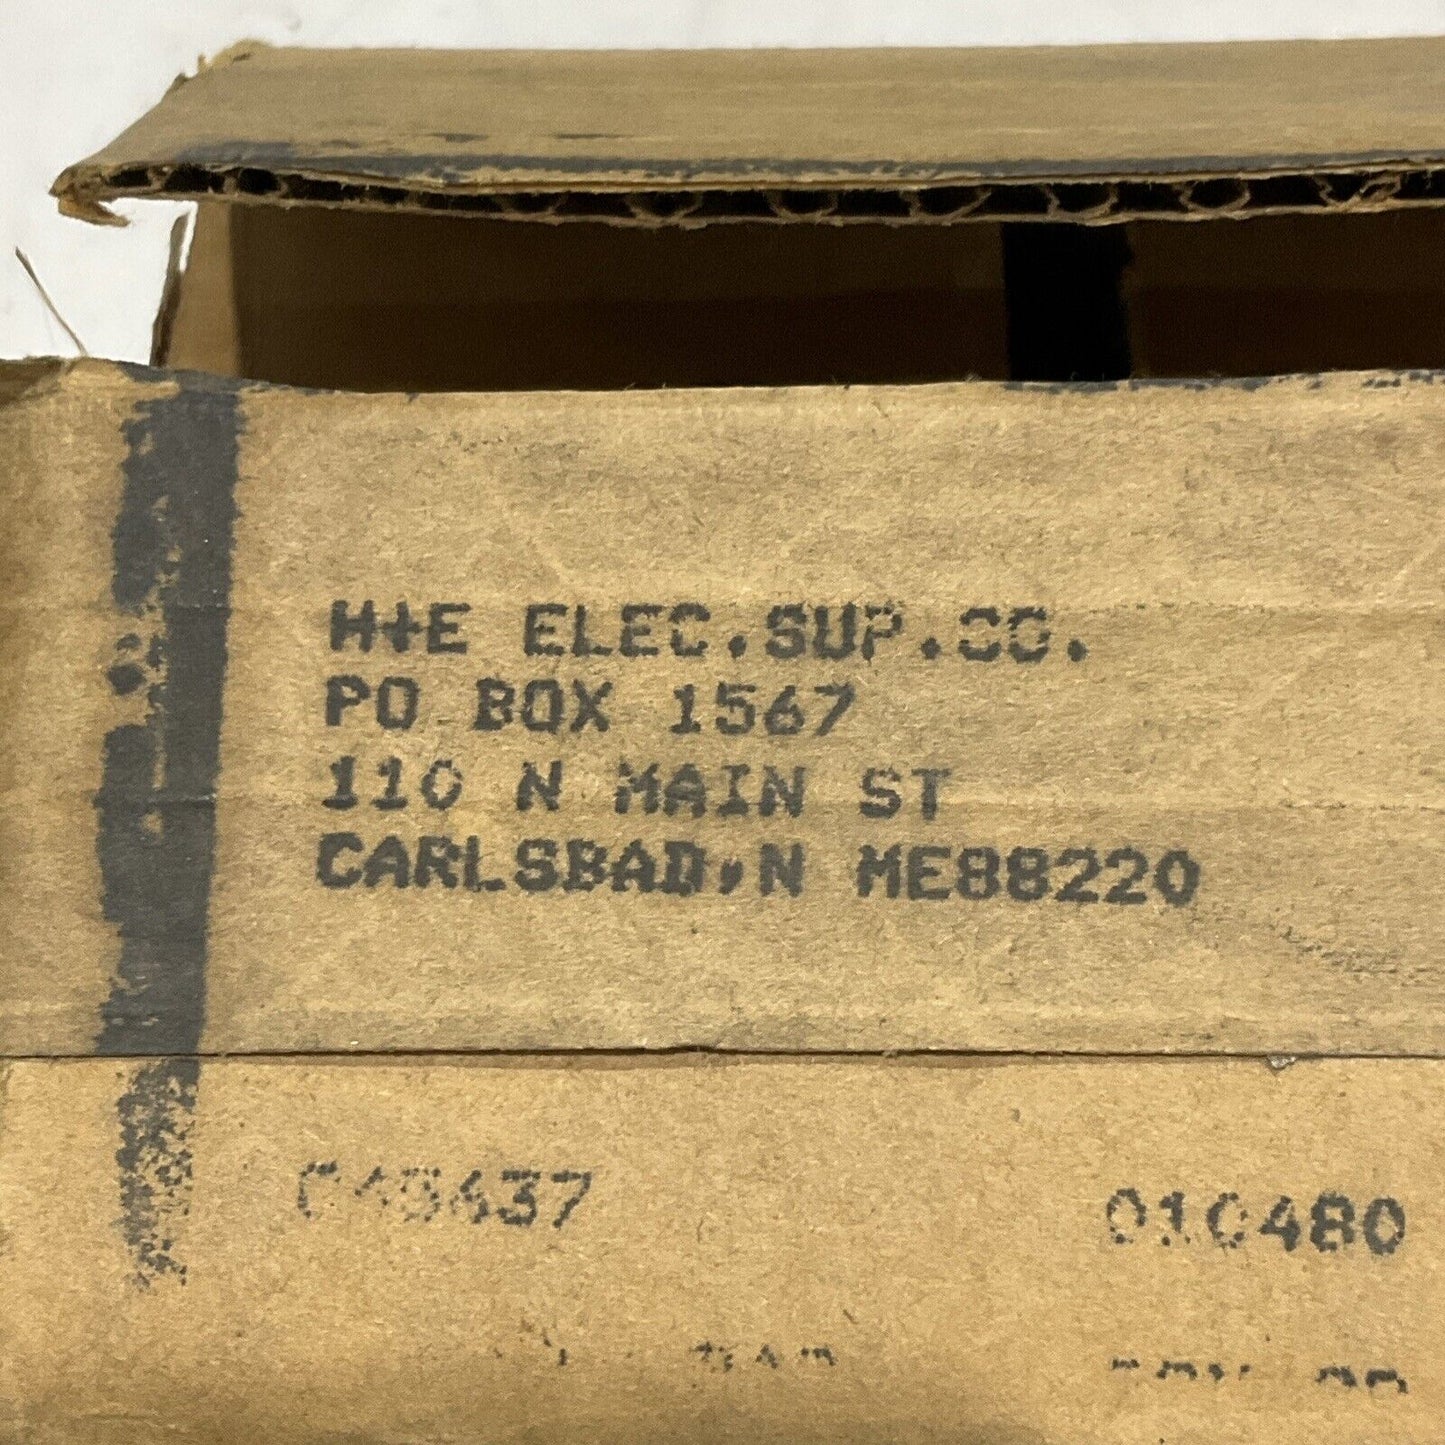 H+E ELEC.SUP.CO.
PO BOX 1567
110 N MAIN ST
CARLSBAD,N ME88220
010480